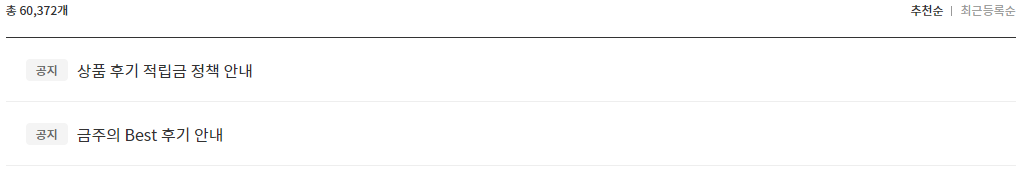 총 60,372개
추천순 | 최근등록순
공지 상품 후기 적립금 정책 안내
공지 금주의 Best 후기 안내